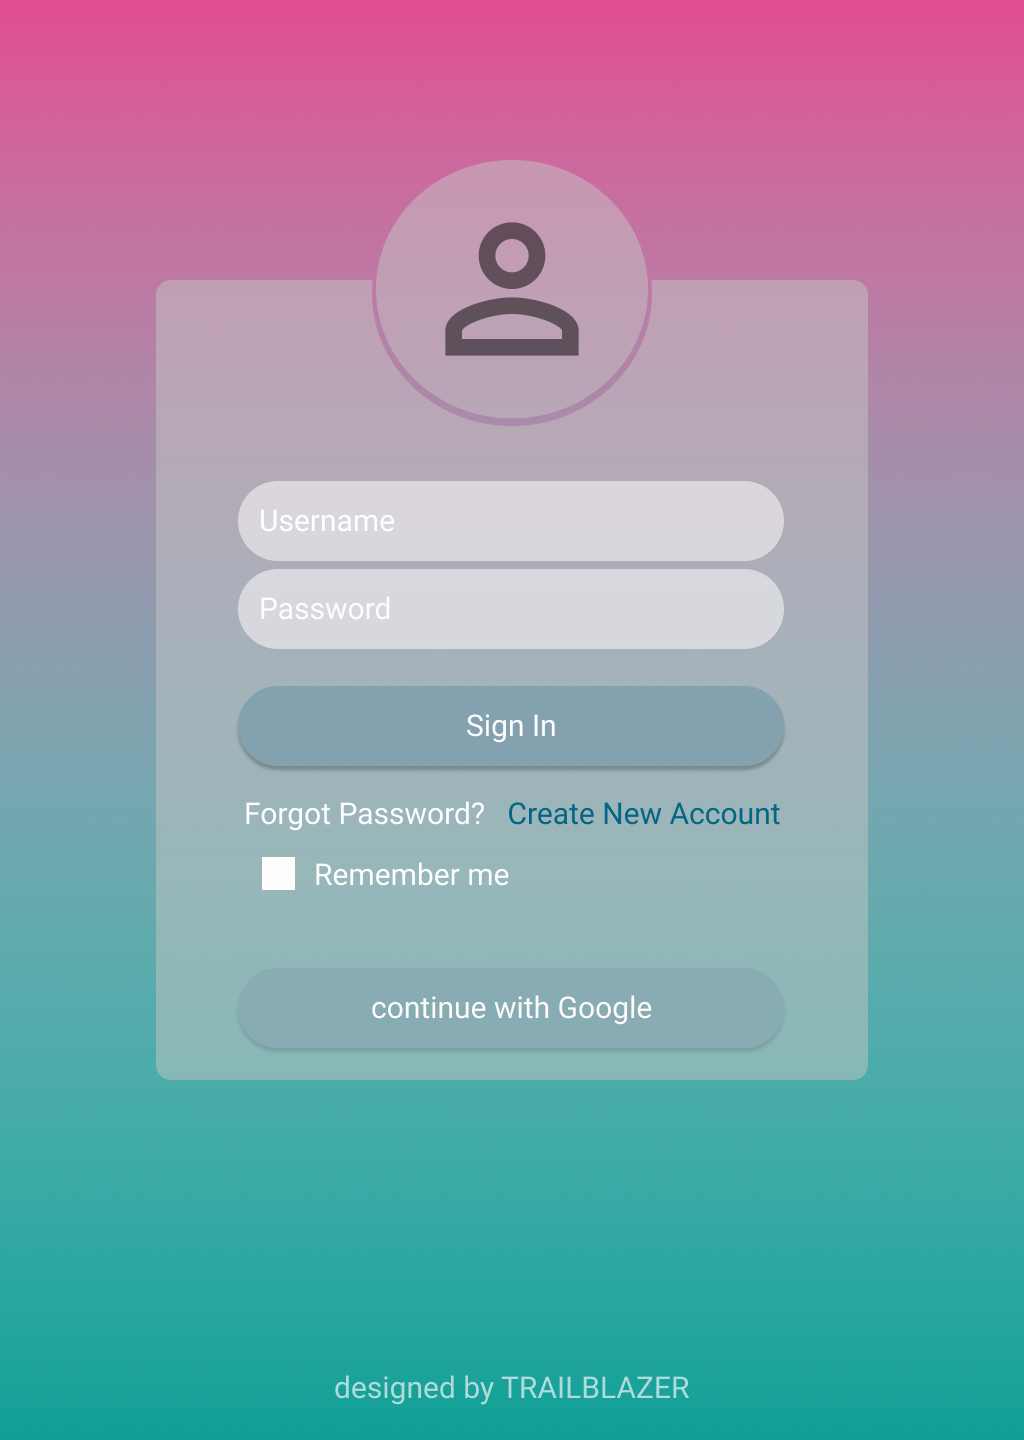 Username
Password
Sign In
Forgot Password? Create New Account
Remember me
continue with Google
designed by TRAILBLAZER